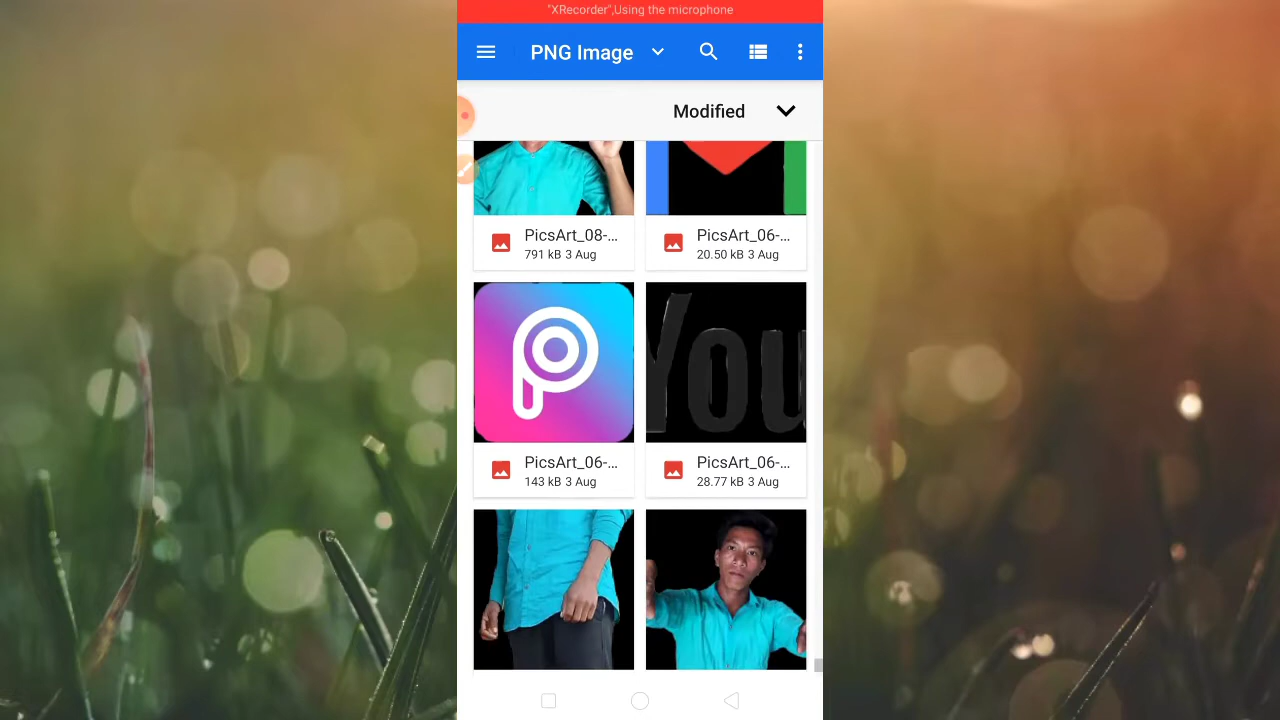 "XRecorder",Using the microphone
PNG Image
Modified
PicsArt_08-...
791 kB 3 Aug
PicsArt_06-...
20.50 kB 3 Aug
You
PicsArt_06-...
143 kB 3 Aug
PicsArt_06-...
28.77 kB 3 Aug